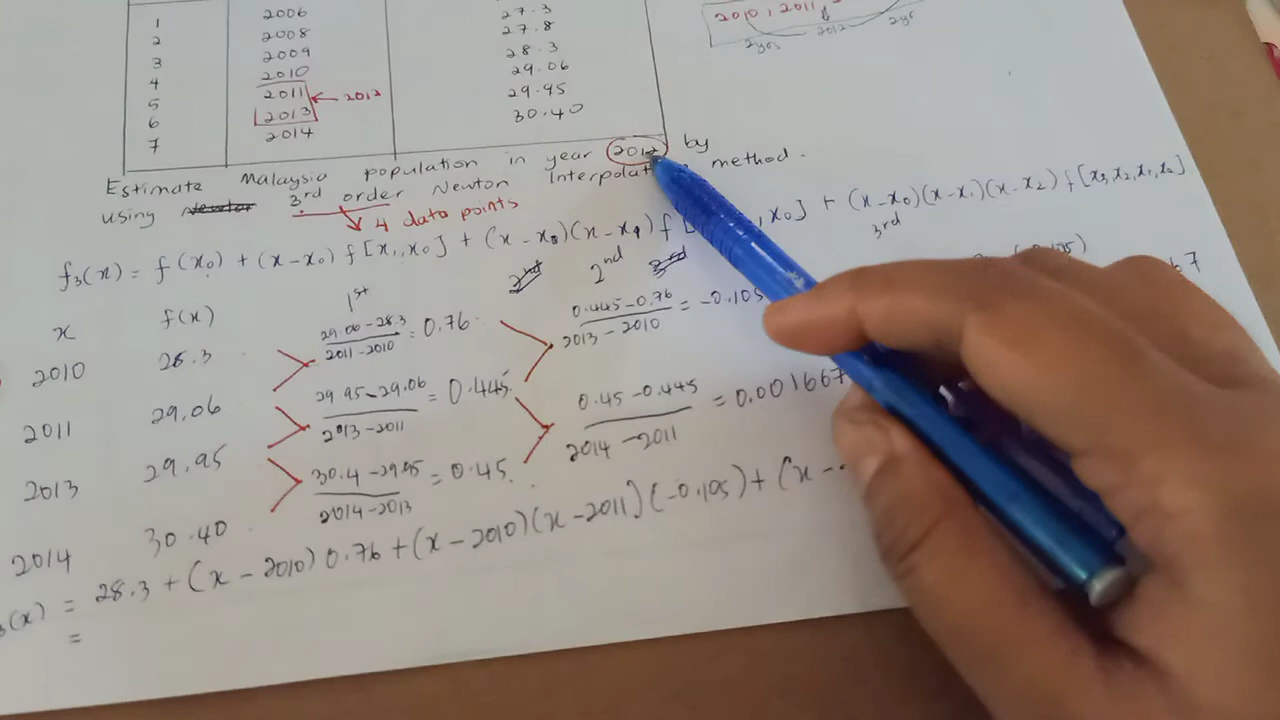 2010, 2011
2yrs 2012 2yrs
1 2006 27.3
2 2008 27.8
3 2009 28.3
4 2010 29.06
5 2011 29.95
6 2013 30.40
7 2014
← 2012
Estimate Malaysia population in year 2012 by
using 3rd order Newton Interpolation method.
4 data points
f₃(x) = f(x₀) + (x-x₀) f[x₁,x₀] + (x-x₀)(x-x₁) f[ , x₀] + (x-x₀)(x-x₁)(x-x₂) f[x₃,x₂,x₁,x₀]
x f(x) 1st 2nd 3rd
2010 28.3 29.06-28.3 / 2011-2010 = 0.76 0.445-0.76 / 2013-2010 = -0.105
2011 29.06 29.95-29.06 / 2013-2011 = 0.445 0.45-0.445 / 2014-2011 = 0.001667
2013 29.95 30.4-29.95 / 2014-2013 = 0.45
2014 30.40
(x) = 28.3 + (x-2010) 0.76 + (x-2010)(x-2011)(-0.105) + (x-
=